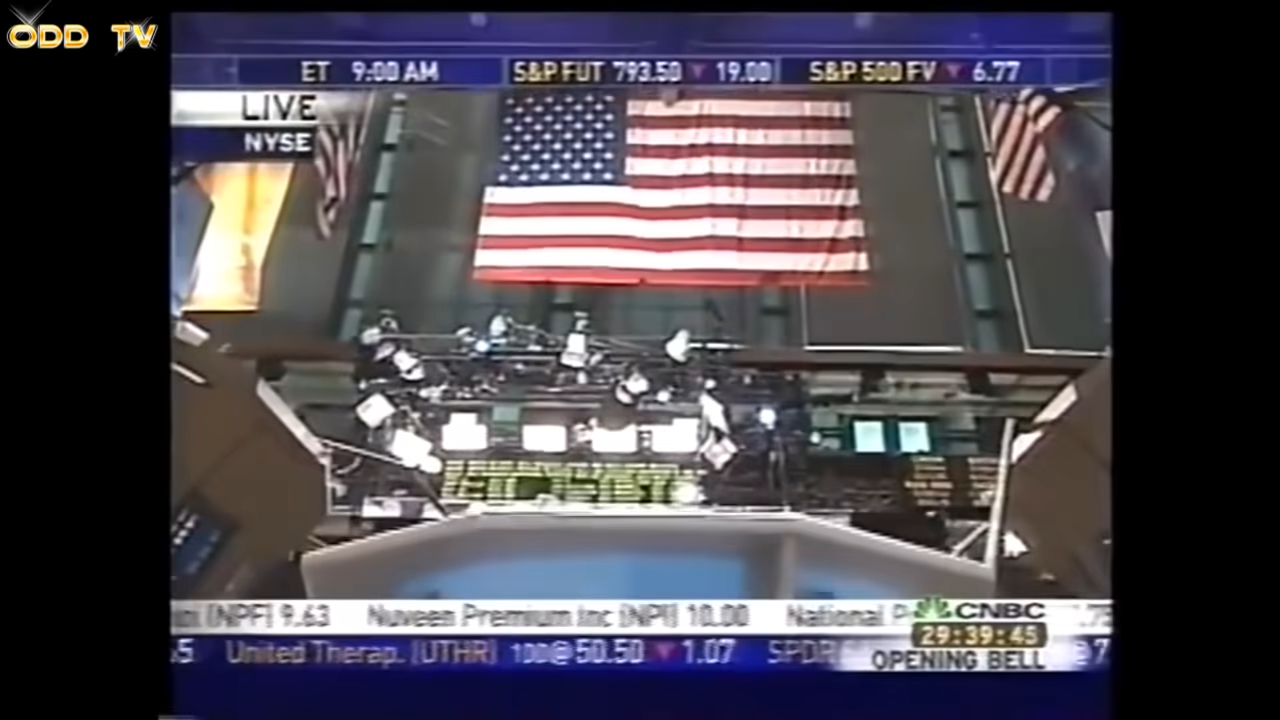 ODD TV
ET 9:00 AM S&P FUT 793.50 ▼ 19.00 S&P 500 FV ▼ 6.77
LIVE
NYSE
(NPF) 9.63 Nuveen Premium Inc (NPI) 10.00 National
CNBC
29:39:45
United Therap. (UTHR) 100@50.50 ▼ 1.07 SPDR
OPENING BELL